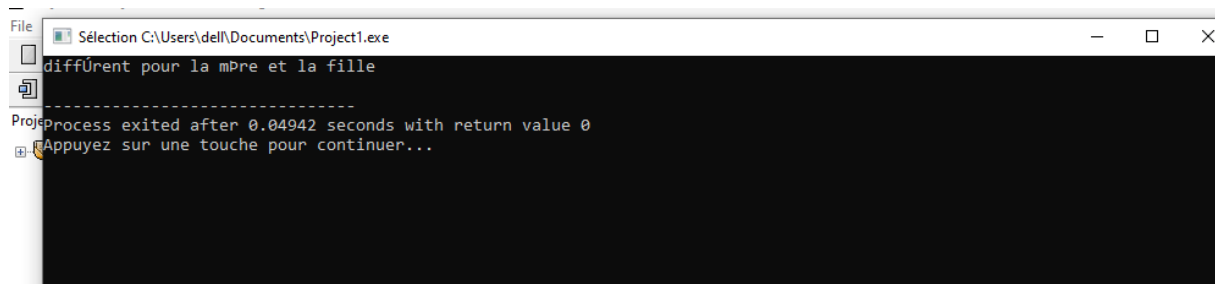 File
Sélection C:\Users\dell\Documents\Project1.exe
diffÚrent pour la mÞre et la fille
--------------------------------
Proje
Process exited after 0.04942 seconds with return value 0
Appuyez sur une touche pour continuer...